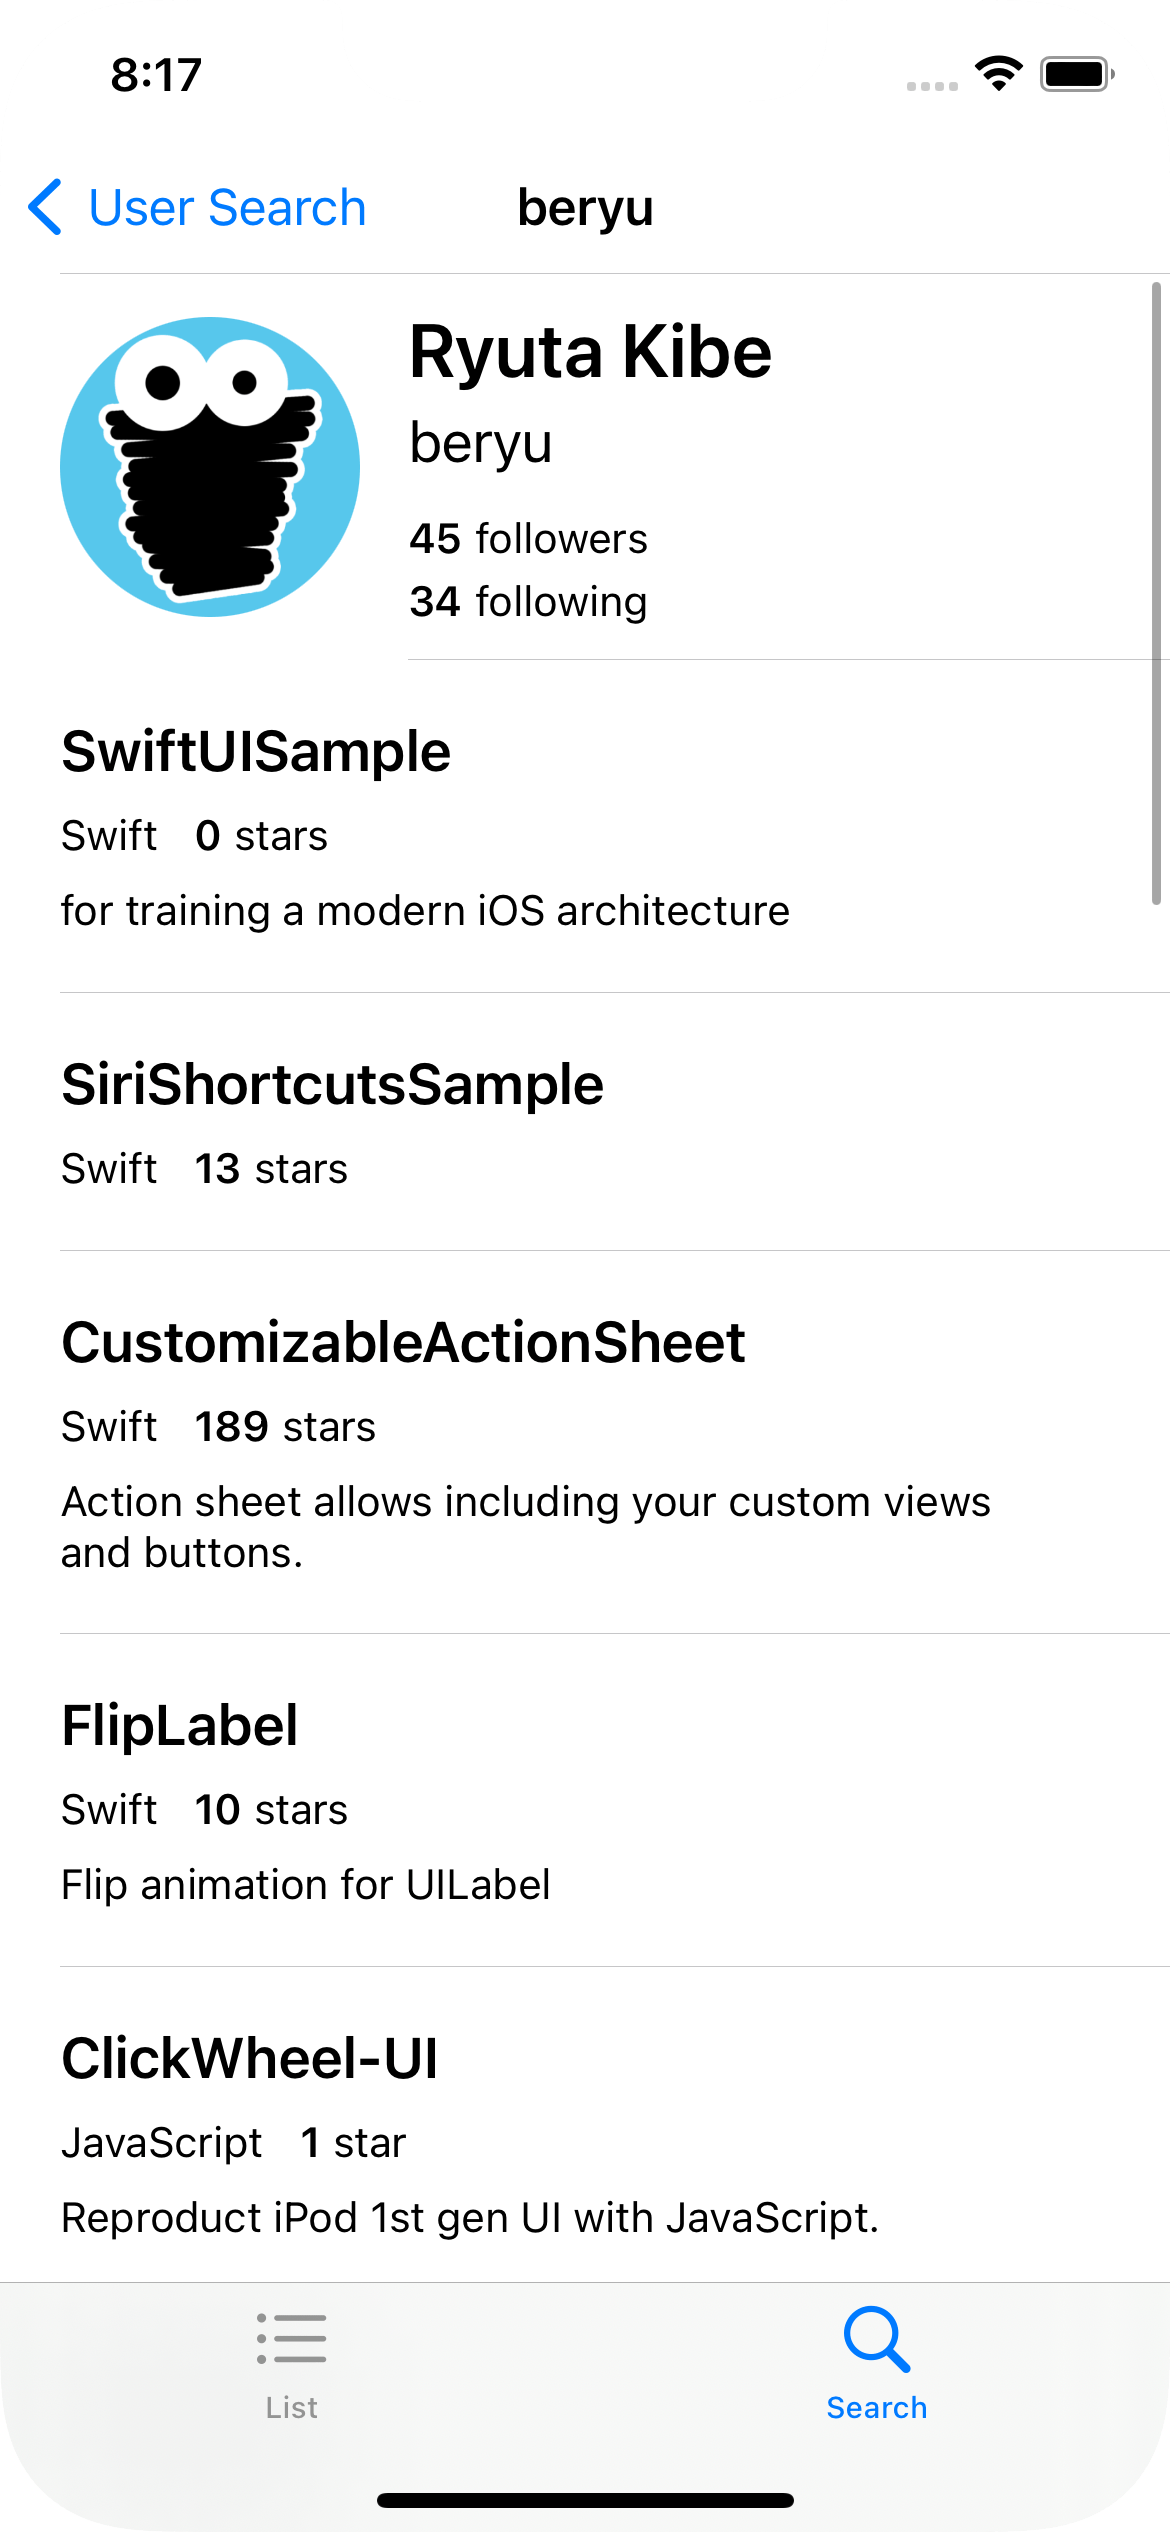 8:17
User Search
beryu
Ryuta Kibe
beryu
45 followers
34 following
SwiftUISample
Swift 0 stars
for training a modern iOS architecture
SiriShortcutsSample
Swift 13 stars
CustomizableActionSheet
Swift 189 stars
Action sheet allows including your custom views
and buttons.
FlipLabel
Swift 10 stars
Flip animation for UILabel
ClickWheel-UI
JavaScript 1 star
Reproduct iPod 1st gen UI with JavaScript.
List
Search